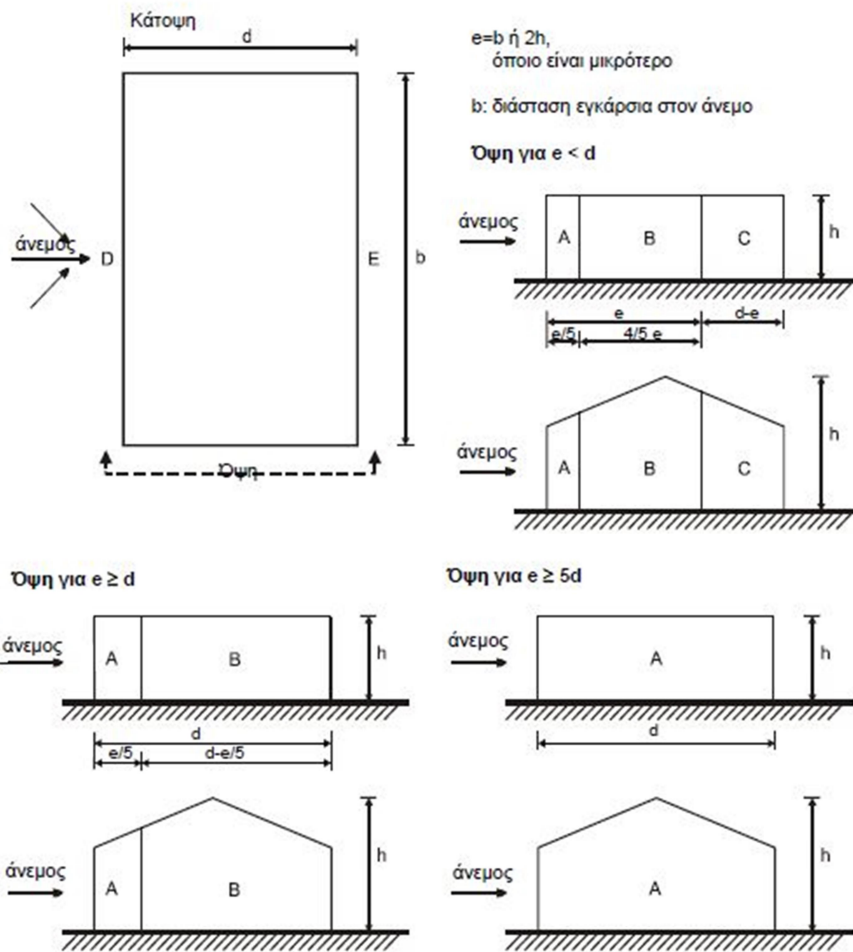 Κάτοψη
d
e=b ή 2h,
όποιο είναι μικρότερο
b: διάσταση εγκάρσια στον άνεμο
Όψη για e < d
άνεμος
D
E
b
Όψη
άνεμος
A
B
C
h
e
d-e
e/5
4/5 e
άνεμος
A
B
C
h
Όψη για e ≥ d
άνεμος
A
B
h
d
e/5
d-e/5
άνεμος
A
B
h
Όψη για e ≥ 5d
άνεμος
A
h
d
άνεμος
A
h